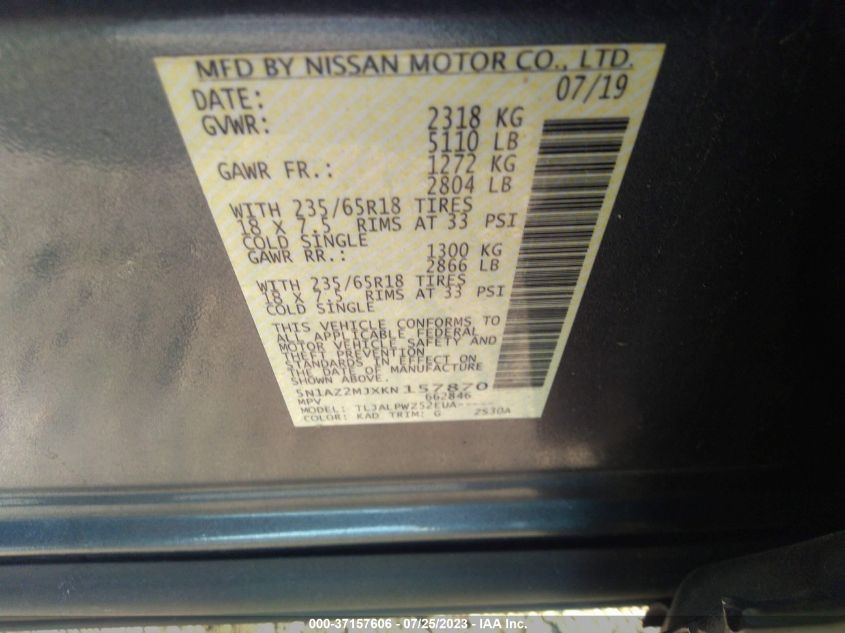 MFD BY NISSAN MOTOR CO., LTD.
DATE: 07/19
GVWR: 2318 KG
5110 LB
GAWR FR.: 1272 KG
2804 LB
WITH 235/65R18 TIRES
18 X 7.5 RIMS AT 33 PSI
COLD SINGLE
GAWR RR.: 1300 KG
2866 LB
WITH 235/65R18 TIRES
18 X 7.5 RIMS AT 33 PSI
COLD SINGLE
THIS VEHICLE CONFORMS TO
ALL APPLICABLE FEDERAL
MOTOR VEHICLE SAFETY AND
THEFT PREVENTION
STANDARDS IN EFFECT ON
THE DATE OF MANUFACTURE
SHOWN ABOVE.
5N1AZ2MJXKN157870
MPV 662846
MODEL: TLJALPWZ52EUA-----
COLOR: KAD TRIM: G 2S30A
000-37157606 - 07/25/2023 - IAA Inc.